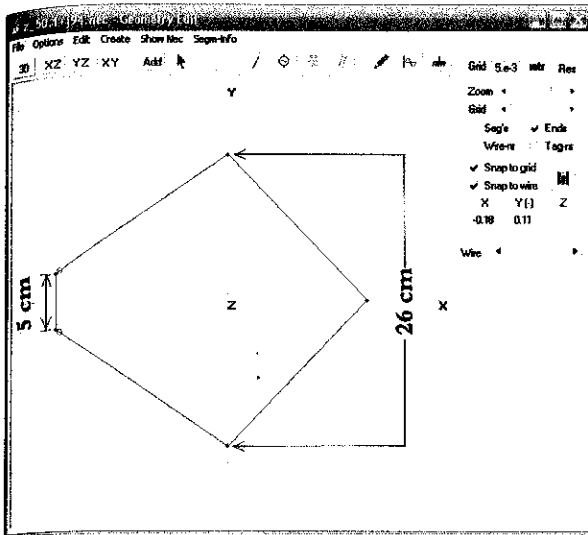 Geometry Edit
File Options Edit Create Show Nec Segm-info
3D XZ YZ XY Add Grid 5.e-3 mtr Res
Zoom
Grid
Seg's Ends
Wire-nr Tag-nr
Snap to grid
Snap to wire
X Y(-) Z
-0.18 0.11
Wire
Y
Z
X
5 cm
26 cm